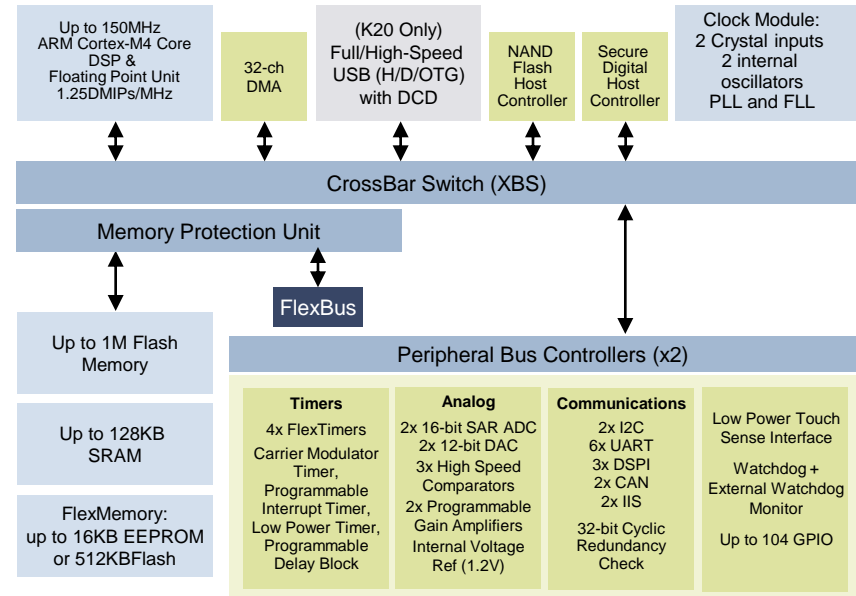 Up to 150MHz
ARM Cortex-M4 Core
DSP &
Floating Point Unit
1.25DMIPs/MHz
32-ch
DMA
(K20 Only)
Full/High-Speed
USB (H/D/OTG)
with DCD
NAND
Flash
Host
Controller
Secure
Digital
Host
Controller
Clock Module:
2 Crystal inputs
2 internal
oscillators
PLL and FLL
CrossBar Switch (XBS)
Memory Protection Unit
FlexBus
Up to 1M Flash
Memory
Up to 128KB
SRAM
FlexMemory:
up to 16KB EEPROM
or 512KBFlash
Peripheral Bus Controllers (x2)
Timers
4x FlexTimers
Carrier Modulator
Timer,
Programmable
Interrupt Timer,
Low Power Timer,
Programmable
Delay Block
Analog
2x 16-bit SAR ADC
2x 12-bit DAC
3x High Speed
Comparators
2x Programmable
Gain Amplifiers
Internal Voltage
Ref (1.2V)
Communications
2x I2C
6x UART
3x DSPI
2x CAN
2x IIS
32-bit Cyclic
Redundancy
Check
Low Power Touch
Sense Interface
Watchdog +
External Watchdog
Monitor
Up to 104 GPIO